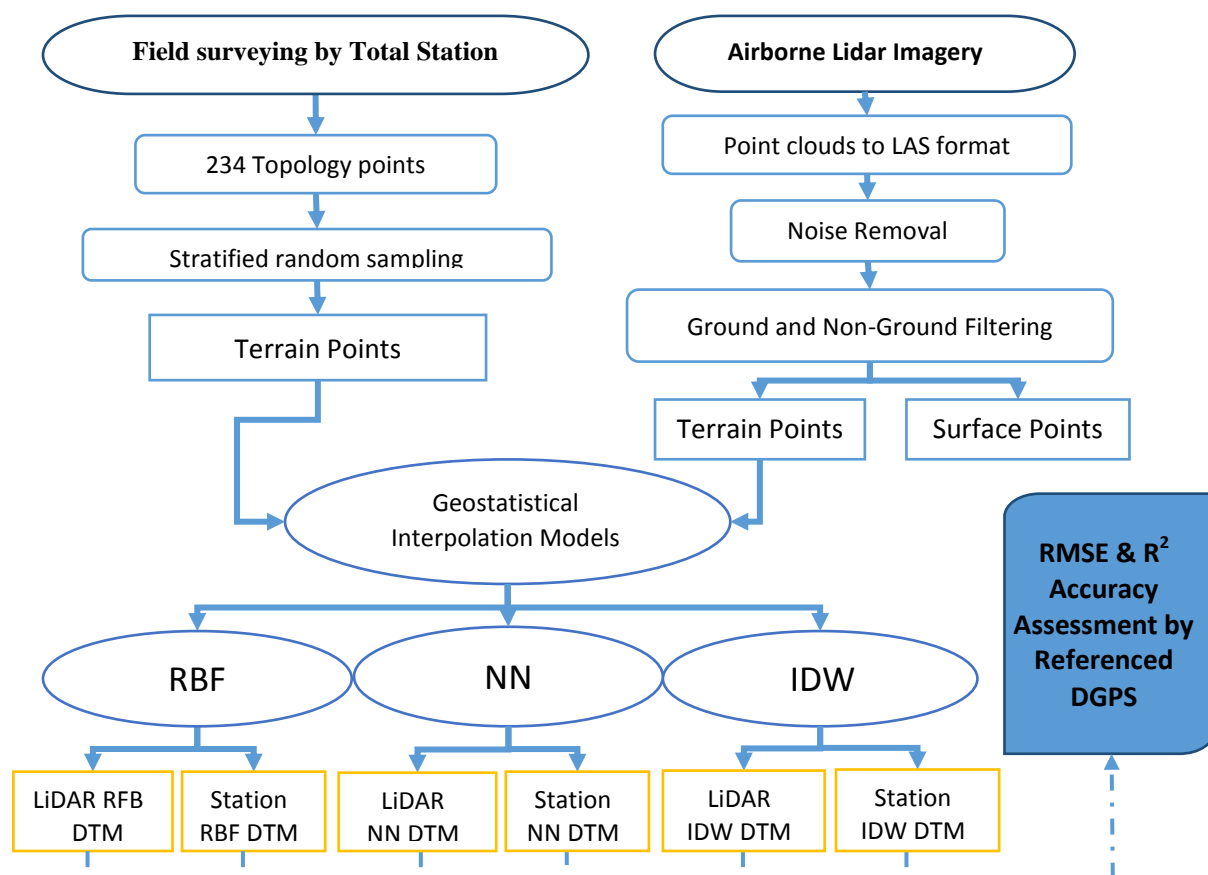 Field surveying by Total Station
Airborne Lidar Imagery
234 Topology points
Point clouds to LAS format
Stratified random sampling
Noise Removal
Terrain Points
Ground and Non-Ground Filtering
Terrain Points
Surface Points
Geostatistical
Interpolation Models
RMSE & R²
Accuracy
Assessment by
Referenced
DGPS
RBF
NN
IDW
LiDAR RFB
DTM
Station
RBF DTM
LiDAR
NN DTM
Station
NN DTM
LiDAR
IDW DTM
Station
IDW DTM